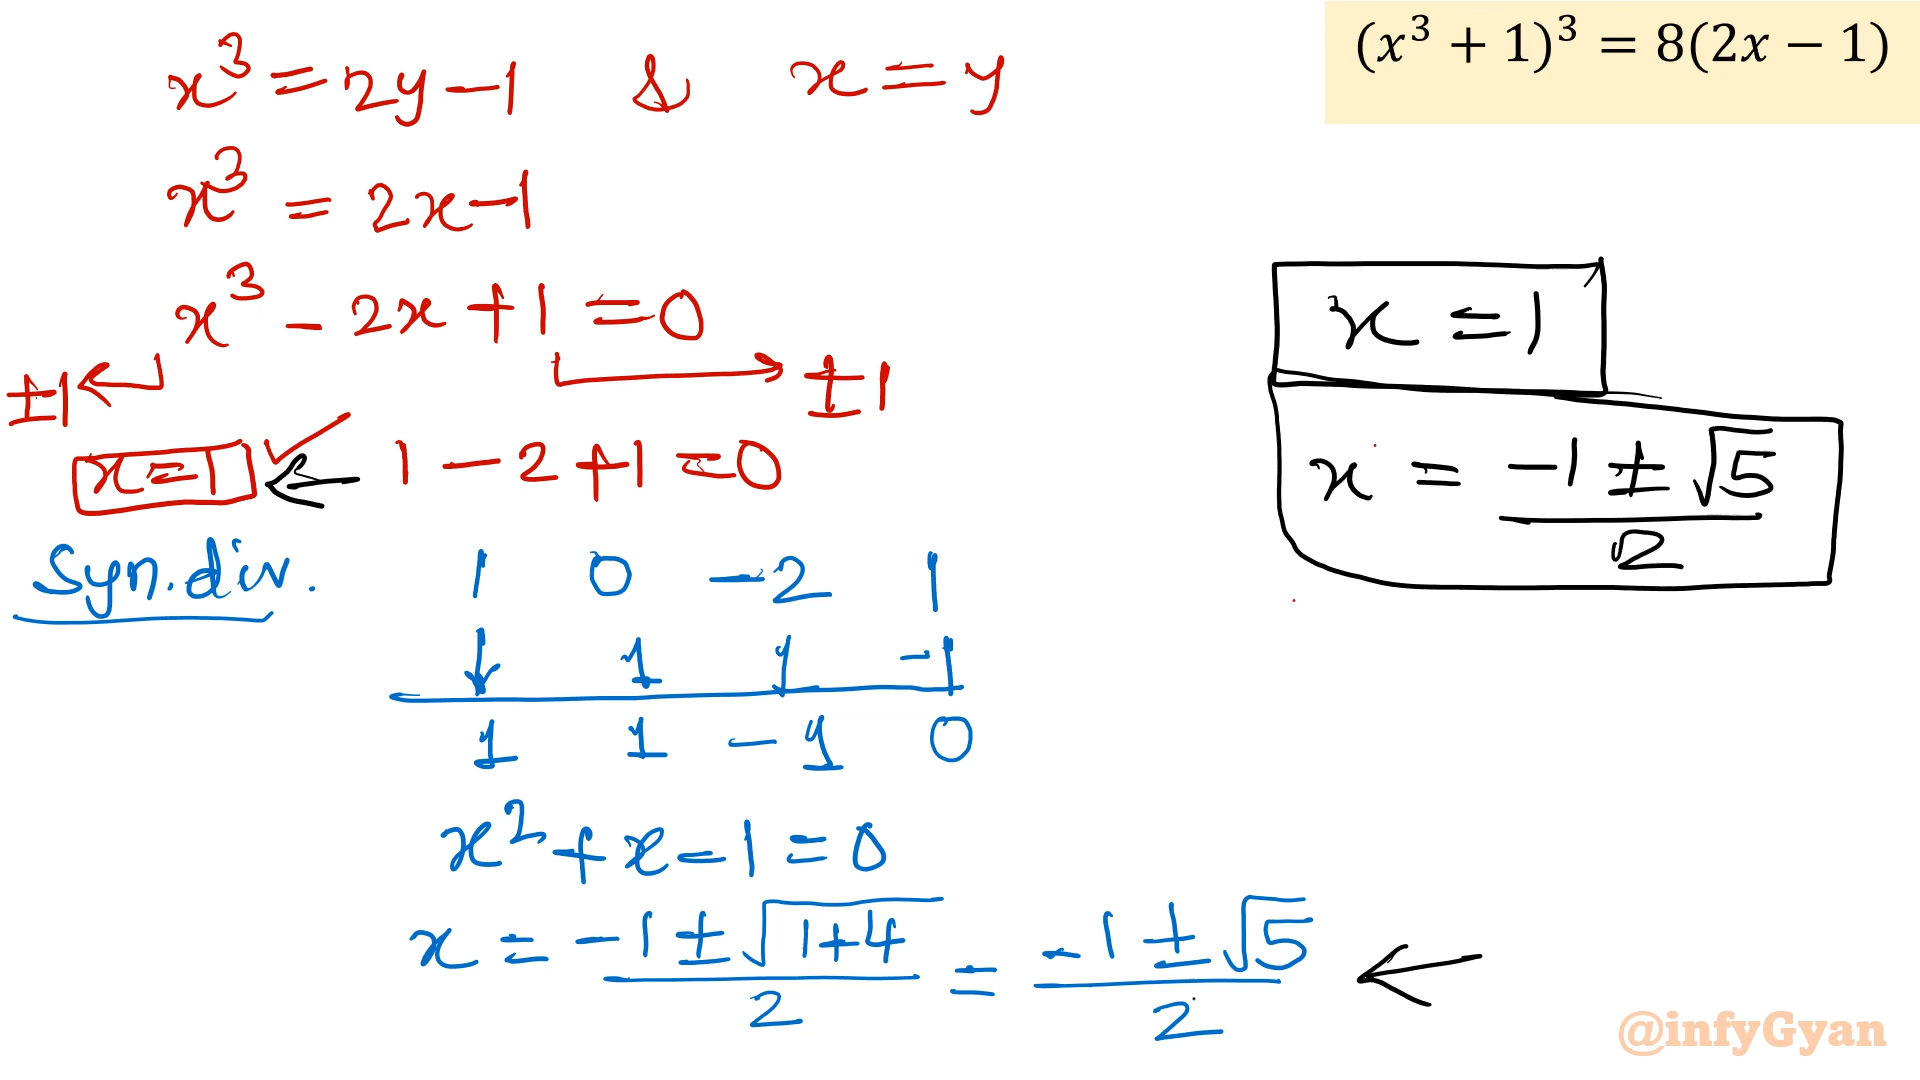 (x³ + 1)³ = 8(2x − 1)
x³ = 2y − 1 & x = y
x³ = 2x − 1
x³ − 2x + 1 = 0
±1 ±1
x = 1 1 − 2 + 1 = 0
Syn. div. 1 0 −2 1
1 1 −1
1 1 −1 0
x² + x − 1 = 0
x = (−1 ± √(1+4))/2 = (−1 ± √5)/2
x = 1
x = (−1 ± √5)/2
@infyGyan